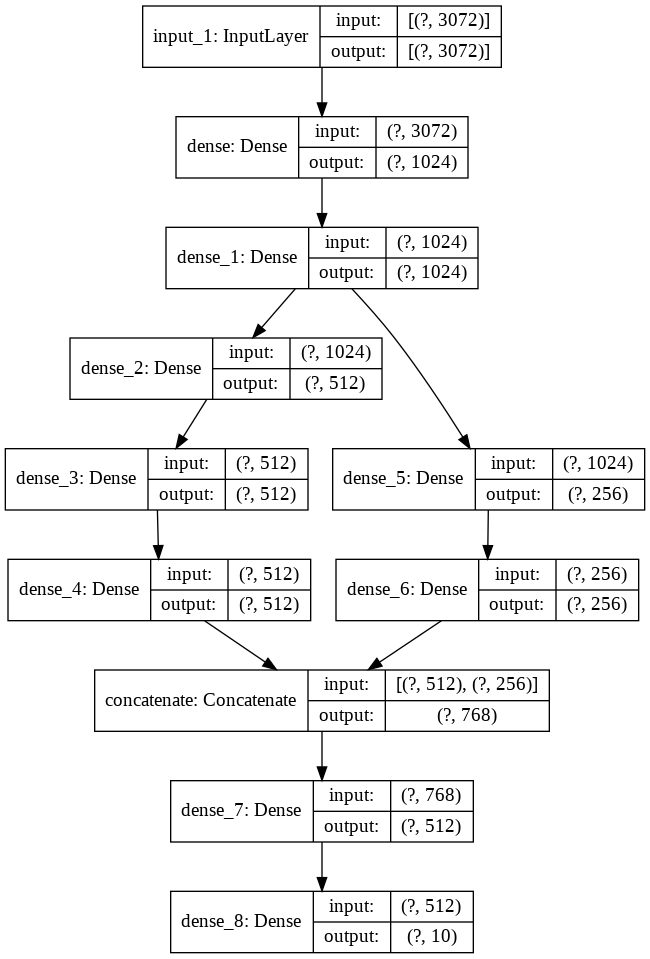 input_1: InputLayer
input:
[(?, 3072)]
output:
[(?, 3072)]
dense: Dense
input:
(?, 3072)
output:
(?, 1024)
dense_1: Dense
input:
(?, 1024)
output:
(?, 1024)
dense_2: Dense
input:
(?, 1024)
output:
(?, 512)
dense_3: Dense
input:
(?, 512)
output:
(?, 512)
dense_5: Dense
input:
(?, 1024)
output:
(?, 256)
dense_4: Dense
input:
(?, 512)
output:
(?, 512)
dense_6: Dense
input:
(?, 256)
output:
(?, 256)
concatenate: Concatenate
input:
[(?, 512), (?, 256)]
output:
(?, 768)
dense_7: Dense
input:
(?, 768)
output:
(?, 512)
dense_8: Dense
input:
(?, 512)
output:
(?, 10)